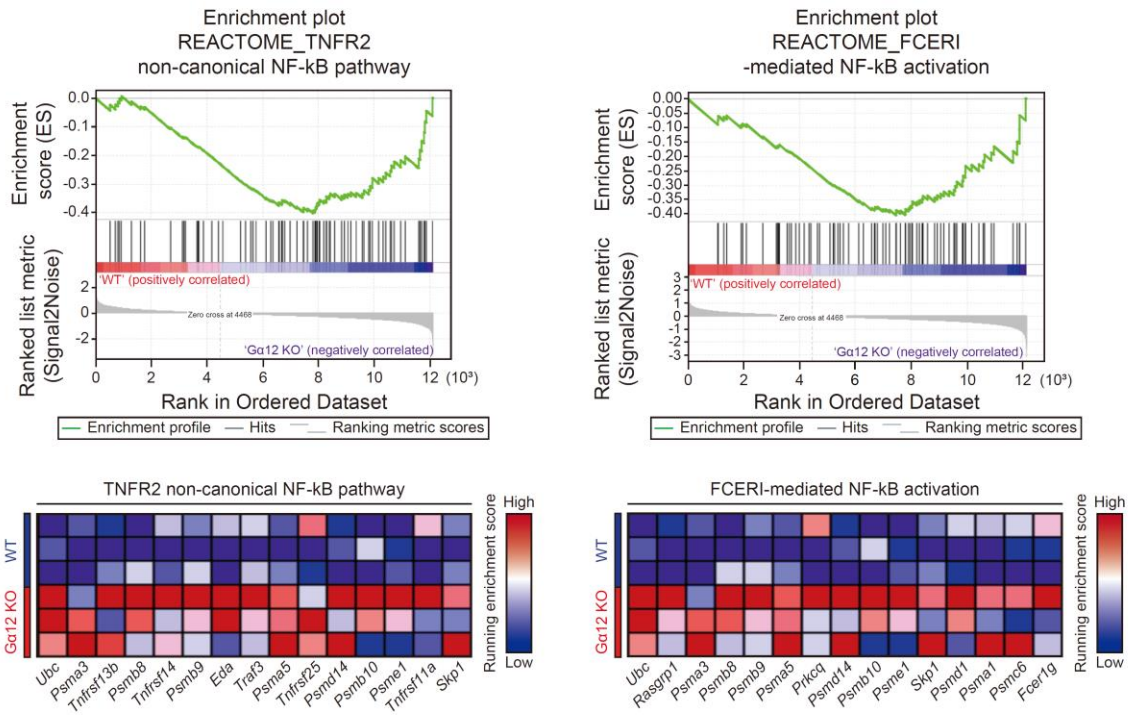 Enrichment plot
REACTOME_TNFR2
non-canonical NF-kB pathway
Enrichment
score (ES)
0.0
-0.1
-0.2
-0.3
-0.4
Ranked list metric
(Signal2Noise)
'WT' (positively correlated)
2
0
-2
Zero cross at 4468
'Gα12 KO' (negatively correlated)
0 2 4 6 8 10 12 (10³)
Rank in Ordered Dataset
Enrichment profile Hits Ranking metric scores
Enrichment plot
REACTOME_FCERI
-mediated NF-kB activation
Enrichment
score (ES)
0.00
-0.05
-0.10
-0.15
-0.20
-0.25
-0.30
-0.35
-0.40
Ranked list metric
(Signal2Noise)
'WT' (positively correlated)
3
2
1
0
-1
-2
-3
Zero cross at 4468
'Gα12 KO' (negatively correlated)
0 2 4 6 8 10 12 (10³)
Rank in Ordered Dataset
Enrichment profile Hits Ranking metric scores
TNFR2 non-canonical NF-kB pathway
WT
Gα12 KO
High
Running enrichment score
Low
Ubc Psma3 Tnfrsf13b Psmb8 Tnfrsf14 Psmb9 Eda Traf3 Psma5 Tnfrsf25 Psmd14 Psmb10 Psme1 Tnfrsf11a Skp1
FCERI-mediated NF-kB activation
WT
Gα12 KO
High
Running enrichment score
Low
Ubc Rasgrp1 Psma3 Psmb8 Psmb9 Psma5 Prkcq Psmd14 Psmb10 Psme1 Skp1 Psmd1 Psma1 Psmc6 Fcer1g